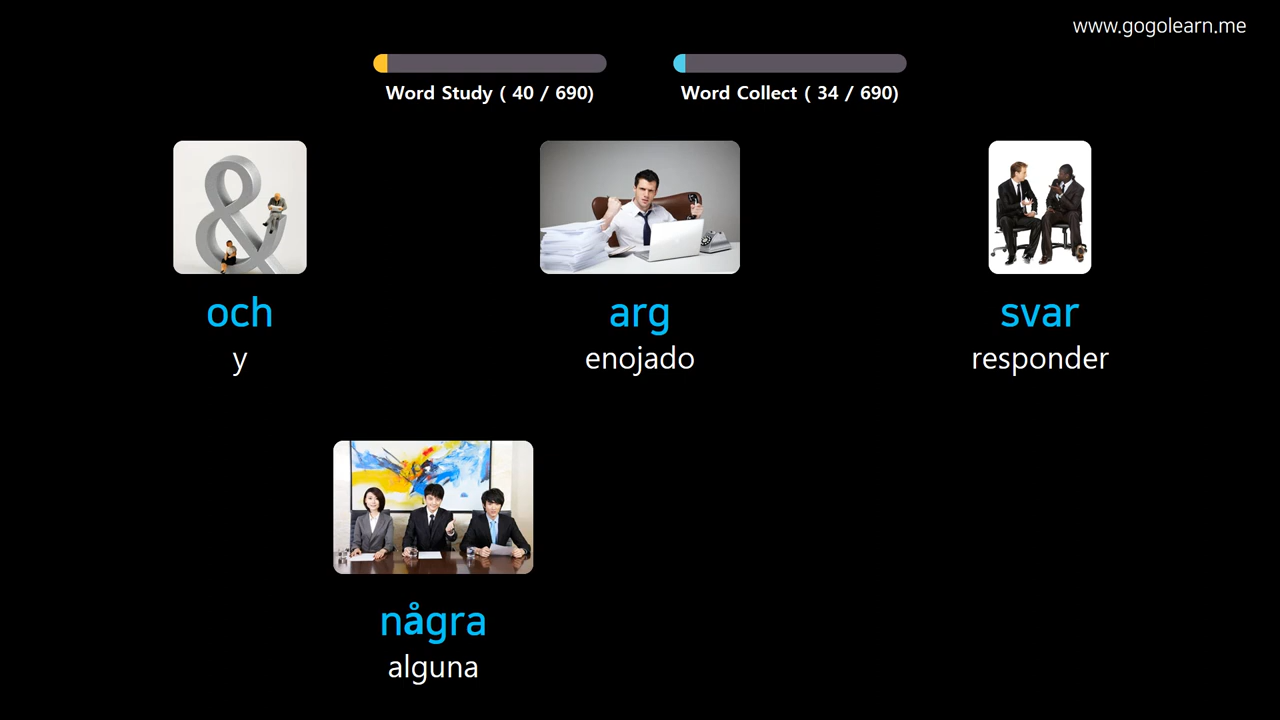 www.gogolearn.me
Word Study ( 40 / 690)
Word Collect ( 34 / 690)
och
y
arg
enojado
svar
responder
några
alguna